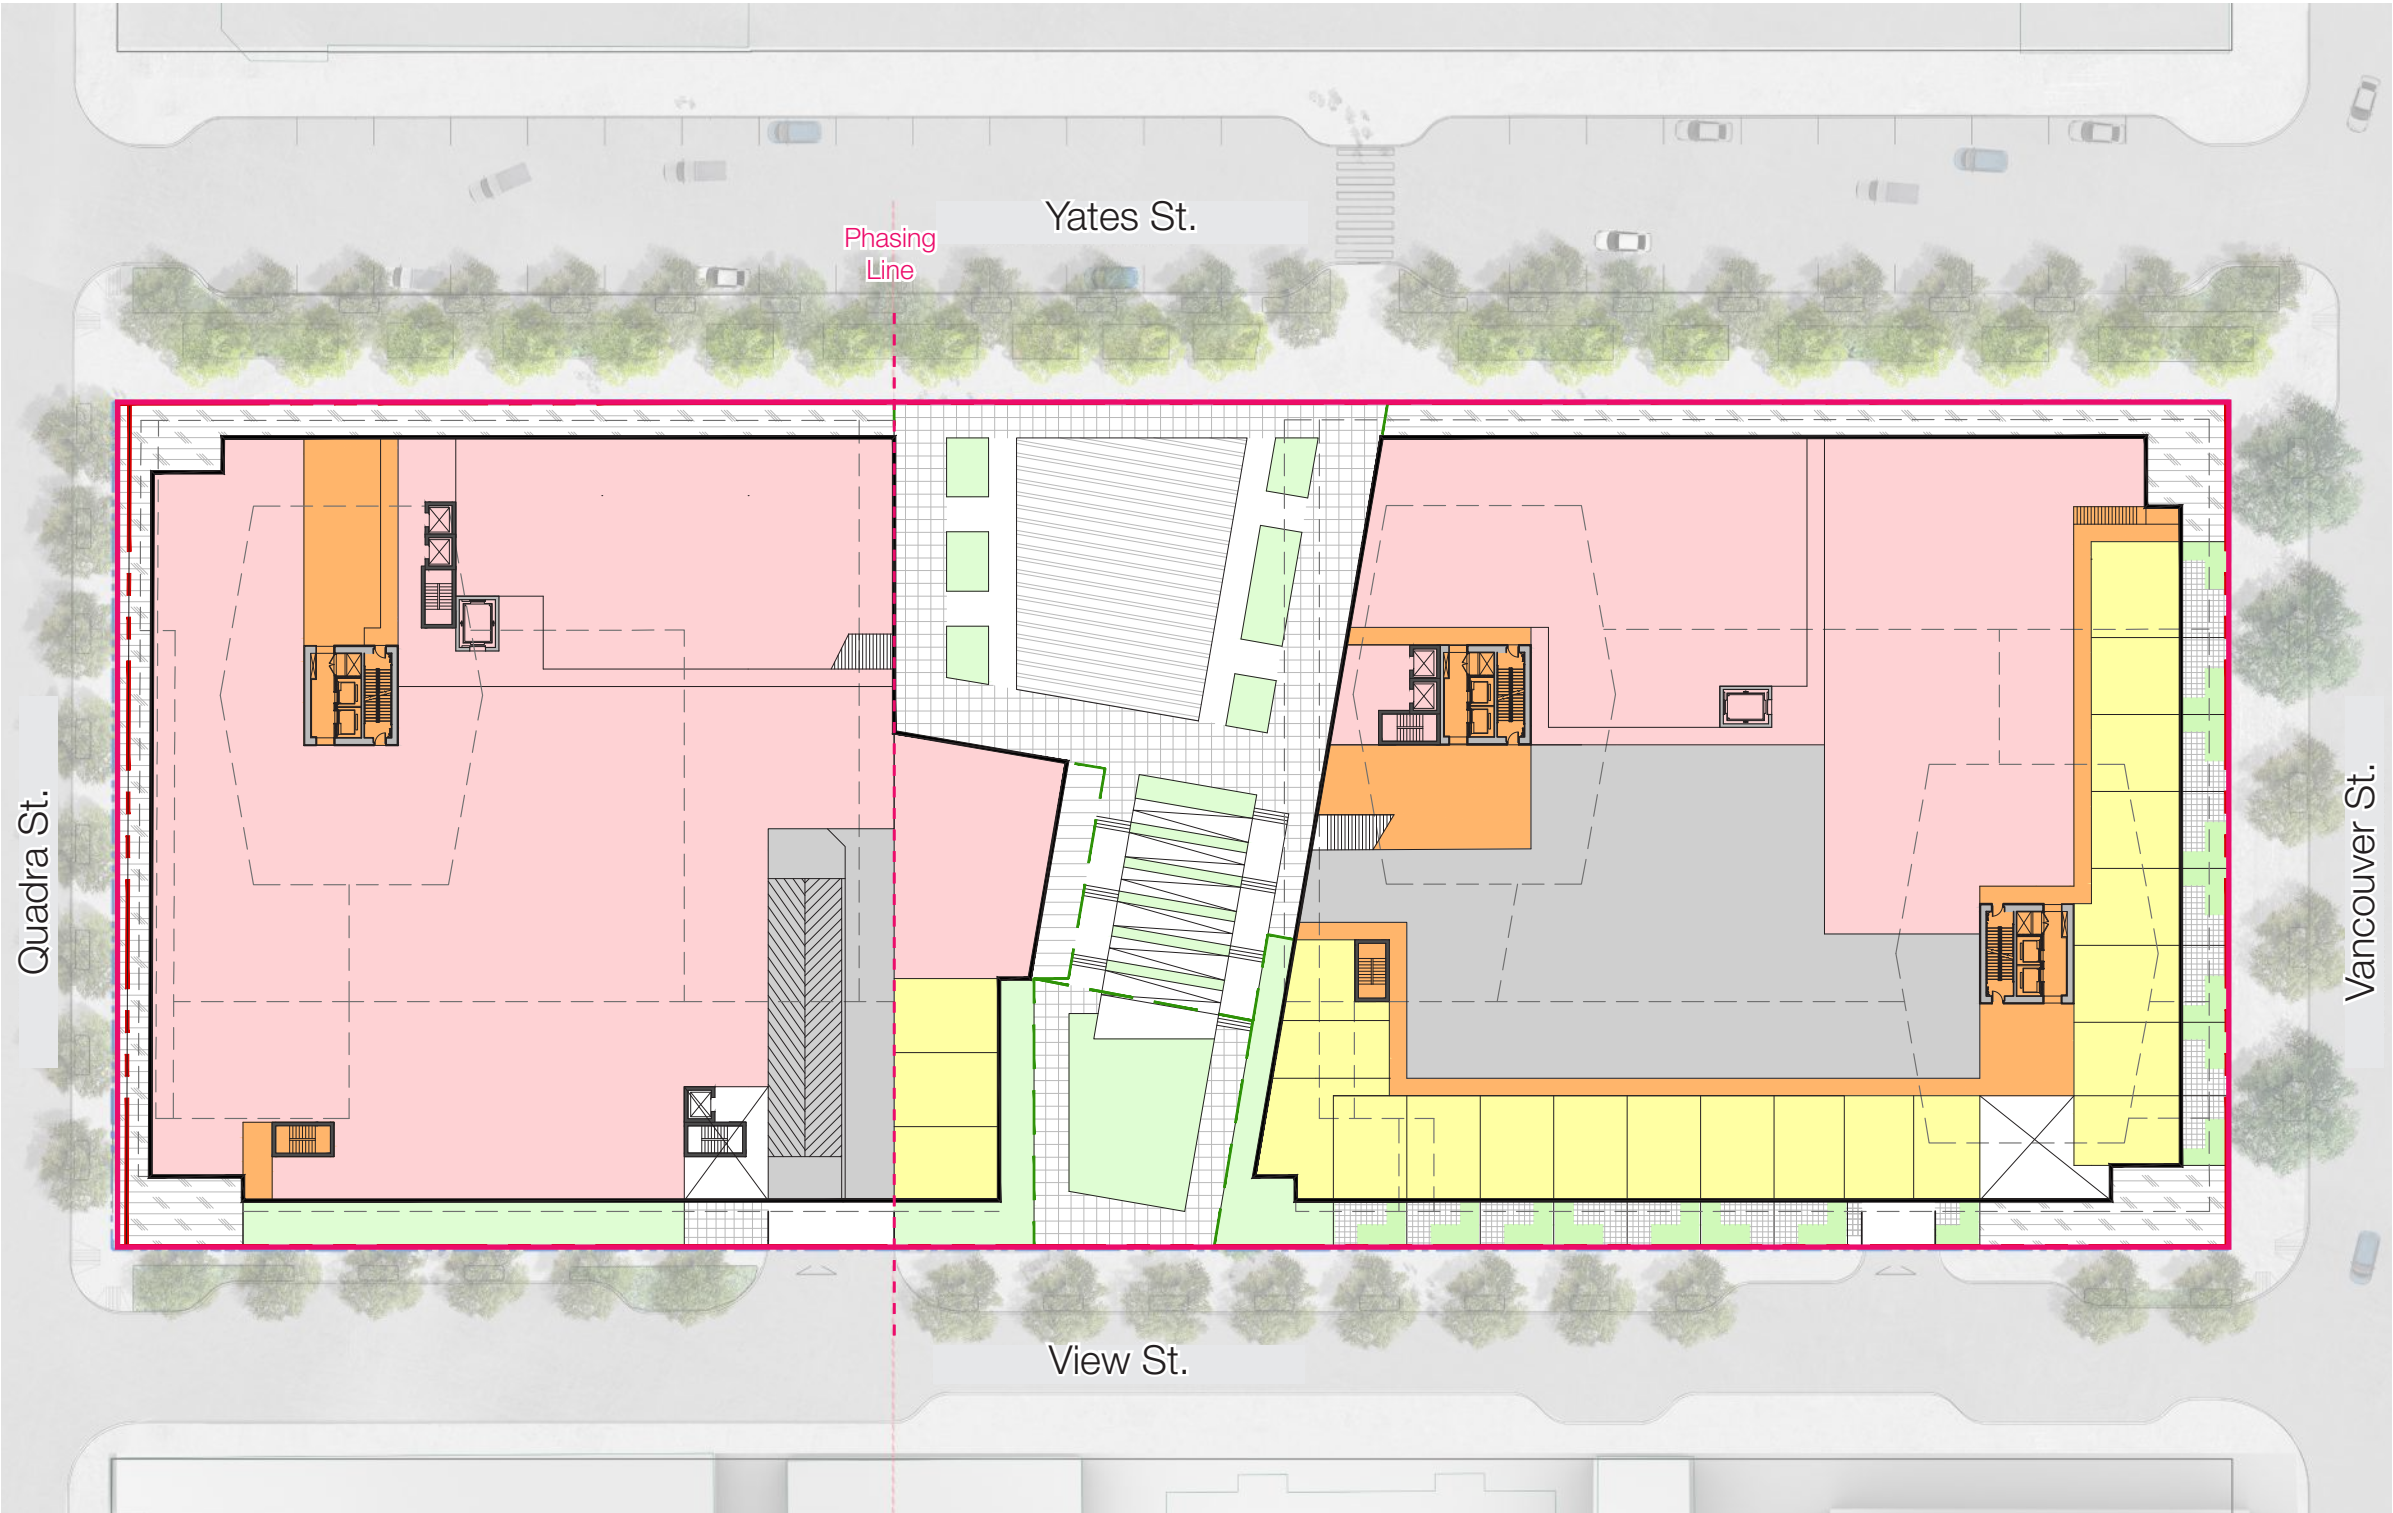 Yates St.
Phasing
Line
Quadra St.
Vancouver St.
View St.